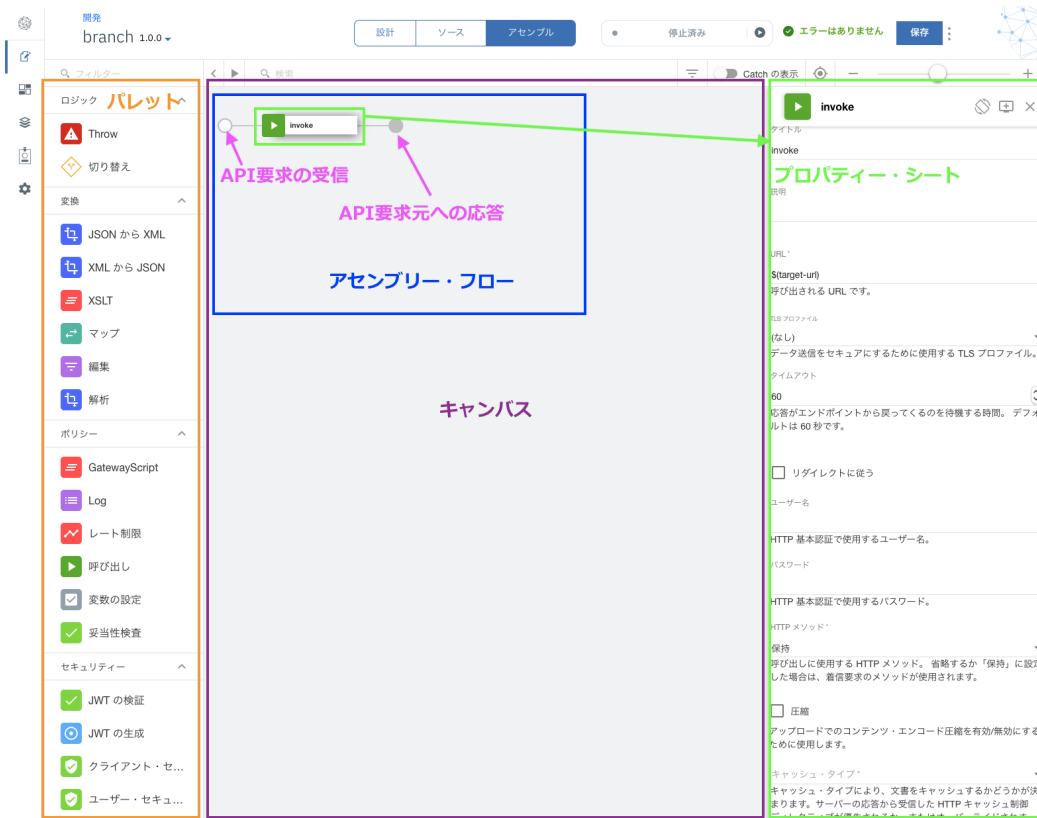 開発
branch 1.0.0
設計
ソース
アセンブル
停止済み
エラーはありません
保存
フィルター
検索
Catch の表示
ロジック
パレット
Throw
切り替え
変換
JSON から XML
XML から JSON
XSLT
マップ
編集
解析
ポリシー
GatewayScript
Log
レート制限
呼び出し
変数の設定
妥当性検査
セキュリティー
JWT の検証
JWT の生成
クライアント・セ...
ユーザー・セキュ...
invoke
API要求の受信
API要求元への応答
アセンブリー・フロー
キャンバス
invoke
タイトル
invoke
プロパティー・シート
説明
URL *
$(target-url)
呼び出される URL です。
TLS プロファイル
(なし)
データ送信をセキュアにするために使用する TLS プロファイル。
タイムアウト
60
応答がエンドポイントから戻ってくるのを待機する時間。 デフォ
ルトは 60 秒です。
リダイレクトに従う
ユーザー名
HTTP 基本認証で使用するユーザー名。
パスワード
HTTP 基本認証で使用するパスワード。
HTTP メソッド *
保持
呼び出しに使用する HTTP メソッド。 省略するか「保持」に設定
した場合は、着信要求のメソッドが使用されます。
圧縮
アップロードでのコンテンツ・エンコード圧縮を有効/無効にする
ために使用します。
キャッシュ・タイプ *
キャッシュ・タイプにより、文書をキャッシュするかどうかが決
まります。サーバーの応答から受信した HTTP キャッシュ制御